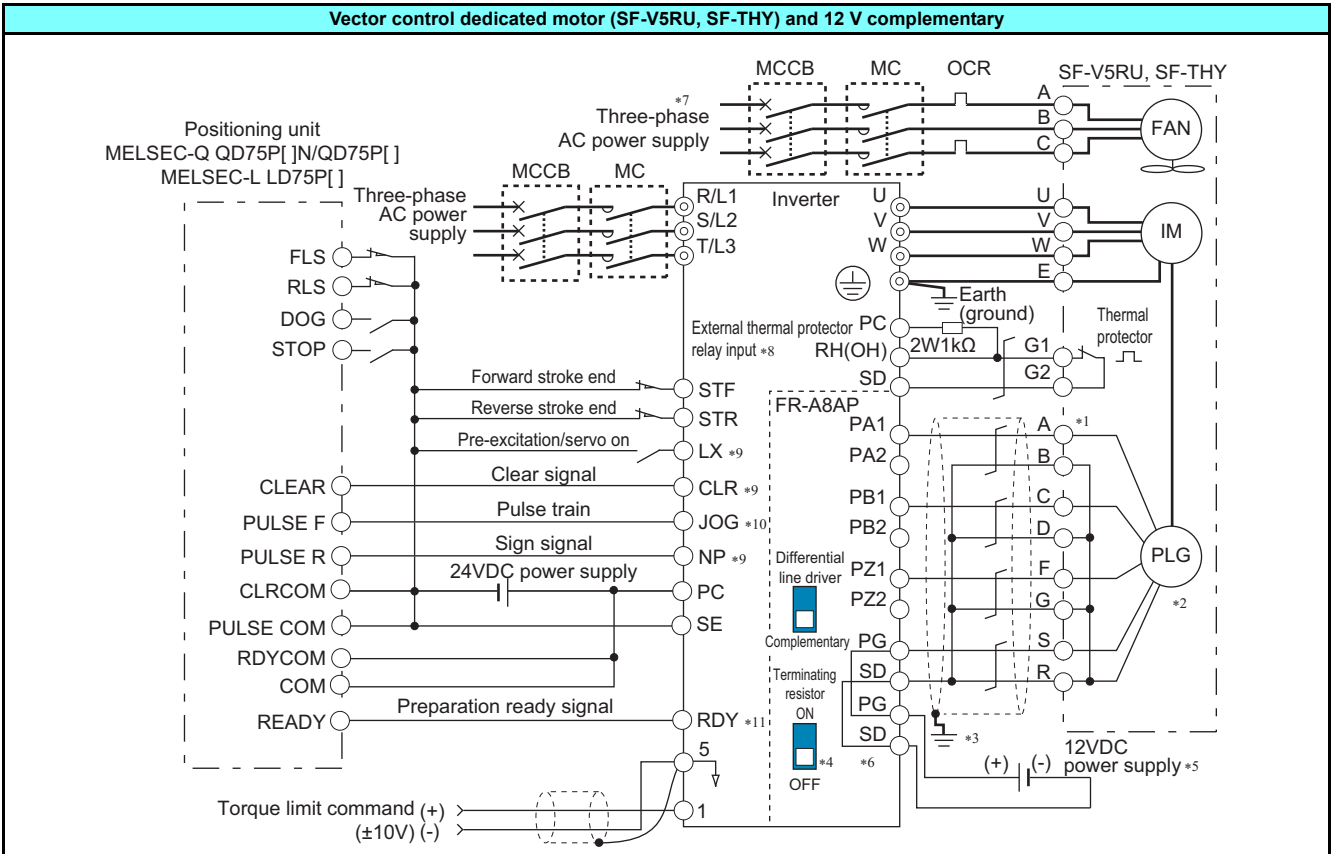 Vector control dedicated motor (SF-V5RU, SF-THY) and 12 V complementary
MCCB
MC
OCR
SF-V5RU, SF-THY
*7
Three-phase
AC power supply
A
B
C
FAN
Positioning unit
MELSEC-Q QD75P[ ]N/QD75P[ ]
MELSEC-L LD75P[ ]
MCCB
MC
Three-phase
AC power
supply
R/L1
S/L2
T/L3
Inverter
U
V
W
U
V
W
E
IM
Earth
(ground)
FLS
RLS
DOG
STOP
External thermal protector
relay input *8
PC
RH(OH)
SD
2W1kΩ
G1
G2
Thermal
protector
Forward stroke end
STF
Reverse stroke end
STR
Pre-excitation/servo on
LX *9
FR-A8AP
PA1
PA2
PB1
PB2
PZ1
PZ2
PG
SD
PG
SD
A *1
B
C
D
F
G
S
R
PLG
*2
CLEAR
Clear signal
CLR *9
PULSE F
Pulse train
JOG *10
PULSE R
Sign signal
NP *9
CLRCOM
24VDC power supply
PC
PULSE COM
SE
RDYCOM
COM
READY
Preparation ready signal
RDY *11
Differential
line driver
Complementary
Terminating
resistor
ON
*4
OFF
*6
*3
(+)
(-)
12VDC
power supply *5
5
1
Torque limit command (+)
(±10V) (-)